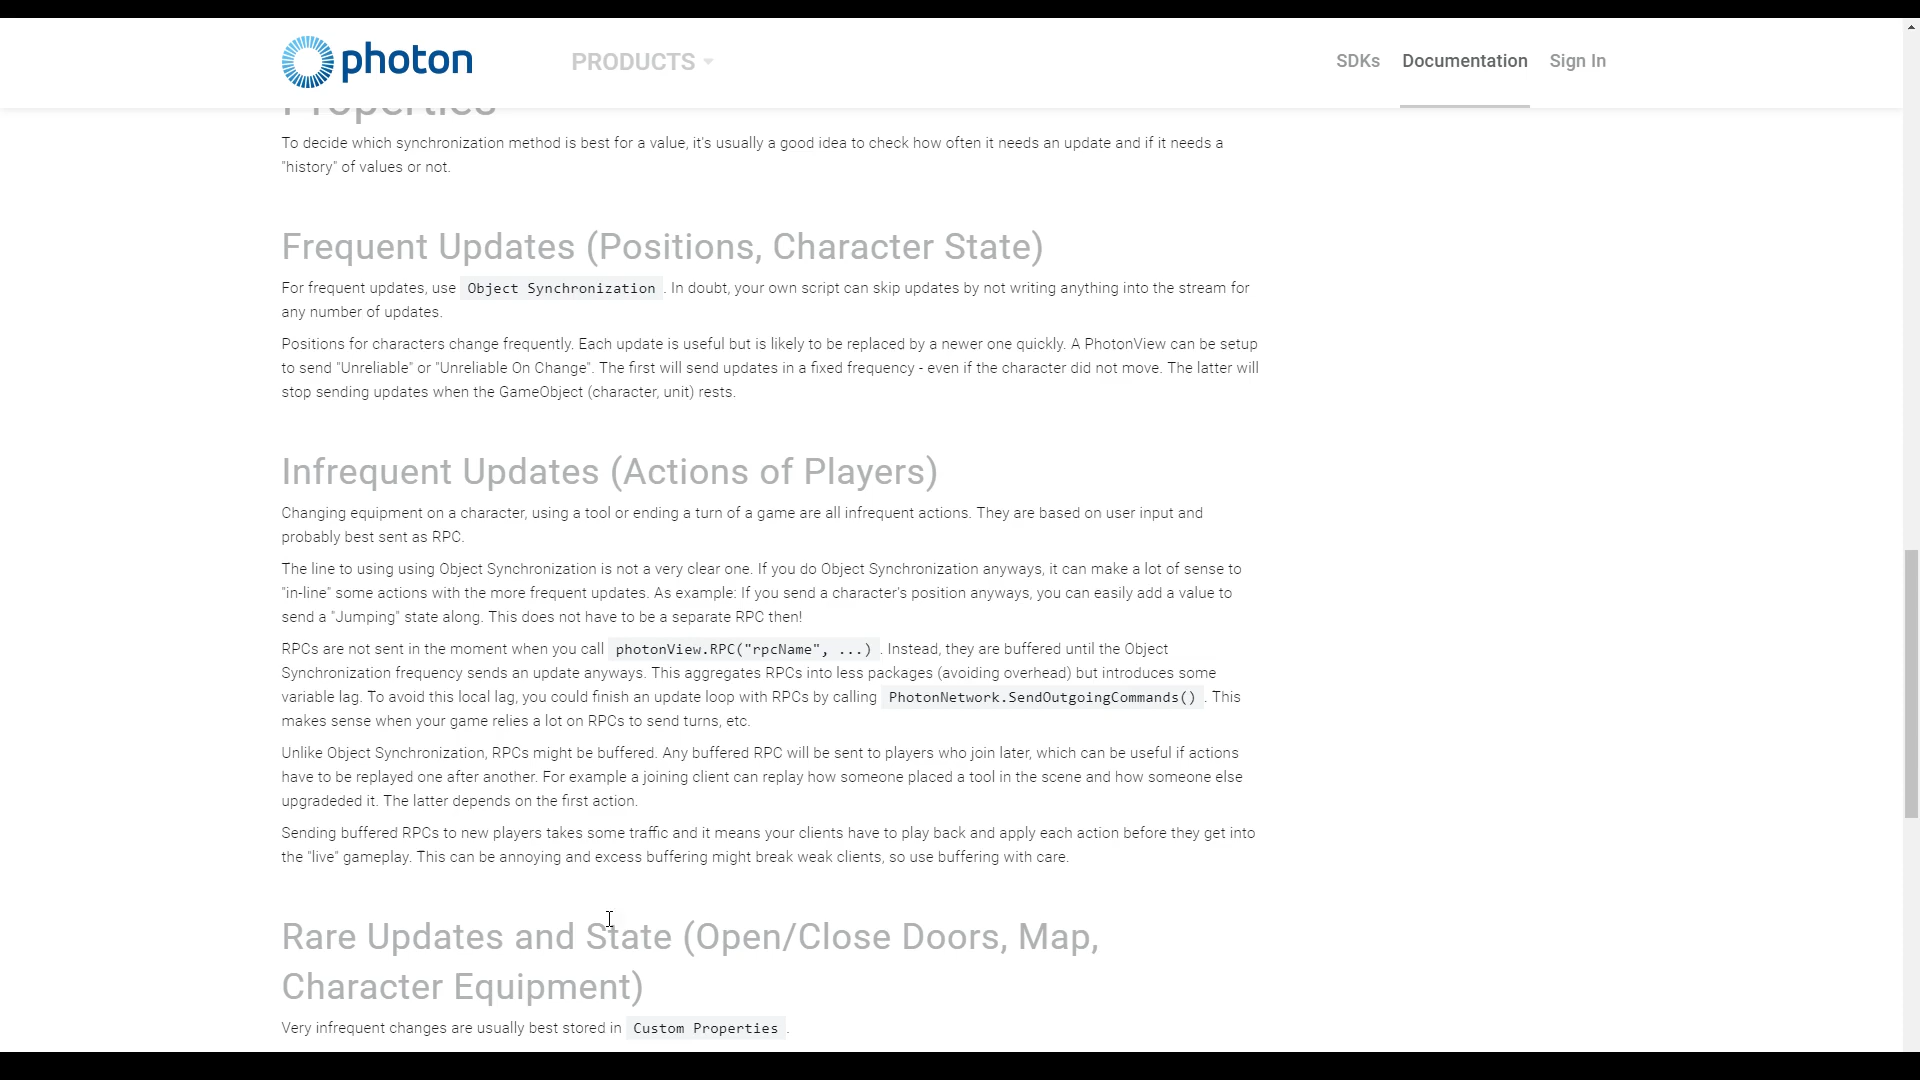 photon
PRODUCTS
SDKs
Documentation
Sign In
Properties
To decide which synchronization method is best for a value, it's usually a good idea to check how often it needs an update and if it needs a
"history" of values or not.
Frequent Updates (Positions, Character State)
For frequent updates, use Object Synchronization . In doubt, your own script can skip updates by not writing anything into the stream for
any number of updates.
Positions for characters change frequently. Each update is useful but is likely to be replaced by a newer one quickly. A PhotonView can be setup
to send "Unreliable" or "Unreliable On Change". The first will send updates in a fixed frequency - even if the character did not move. The latter will
stop sending updates when the GameObject (character, unit) rests.
Infrequent Updates (Actions of Players)
Changing equipment on a character, using a tool or ending a turn of a game are all infrequent actions. They are based on user input and
probably best sent as RPC.
The line to using using Object Synchronization is not a very clear one. If you do Object Synchronization anyways, it can make a lot of sense to
"in-line" some actions with the more frequent updates. As example: If you send a character's position anyways, you can easily add a value to
send a "Jumping" state along. This does not have to be a separate RPC then!
RPCs are not sent in the moment when you call photonView.RPC("rpcName", ...) . Instead, they are buffered until the Object
Synchronization frequency sends an update anyways. This aggregates RPCs into less packages (avoiding overhead) but introduces some
variable lag. To avoid this local lag, you could finish an update loop with RPCs by calling PhotonNetwork.SendOutgoingCommands() . This
makes sense when your game relies a lot on RPCs to send turns, etc.
Unlike Object Synchronization, RPCs might be buffered. Any buffered RPC will be sent to players who join later, which can be useful if actions
have to be replayed one after another. For example a joining client can replay how someone placed a tool in the scene and how someone else
upgradeded it. The latter depends on the first action.
Sending buffered RPCs to new players takes some traffic and it means your clients have to play back and apply each action before they get into
the "live" gameplay. This can be annoying and excess buffering might break weak clients, so use buffering with care.
Rare Updates and State (Open/Close Doors, Map,
Character Equipment)
Very infrequent changes are usually best stored in Custom Properties .